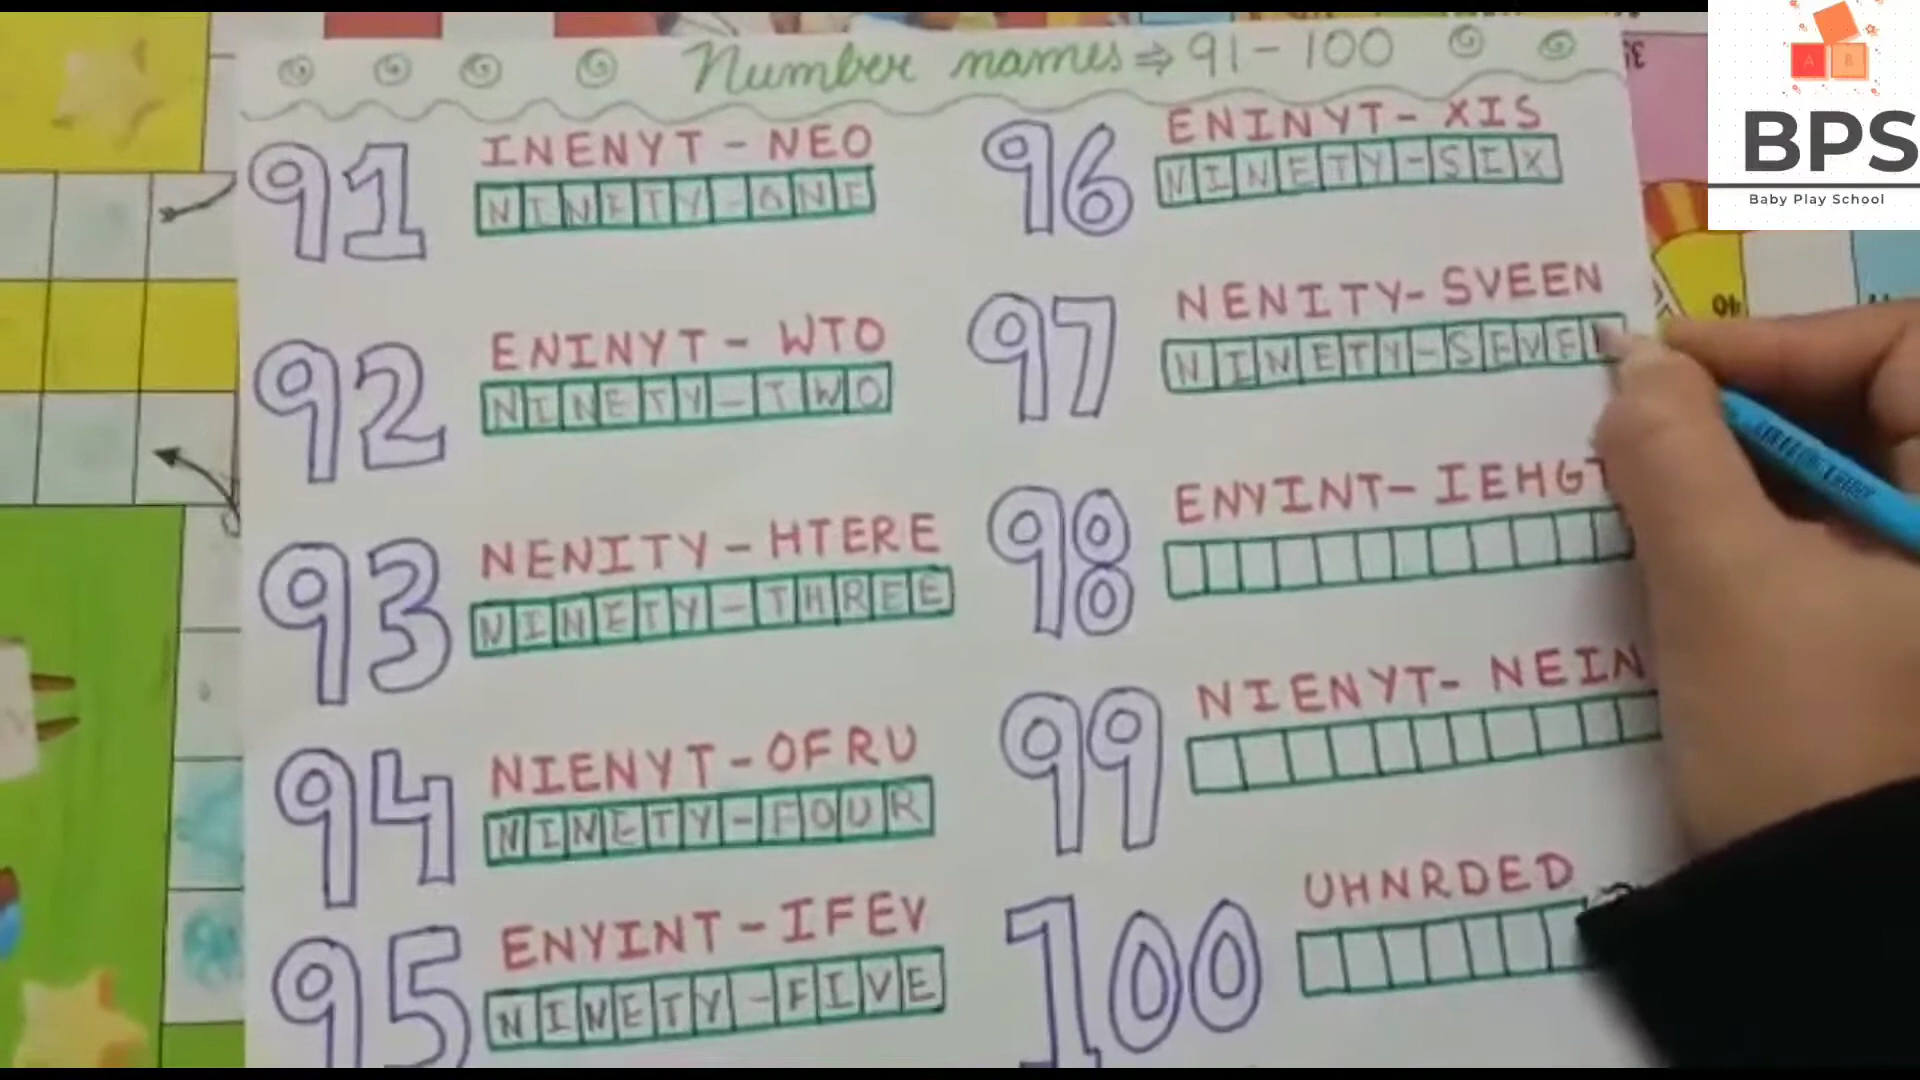 Number names ⇒ 91 - 100
91
INENYT - NEO
NINETY-ONE
92
ENINYT - WTO
NINETY-TWO
93
NENITY - HTERE
NINETY-THREE
94
NIENYT - OFRU
NINETY-FOUR
95
ENYINT - IFEV
NINETY-FIVE
96
ENINYT - XIS
NINETY-SIX
97
NENITY - SVEEN
NINETY-SEVE
98
ENYINT - IEHGT
99
NIENYT - NEIN
100
UHNRDED
A B
BPS
Baby Play School
40